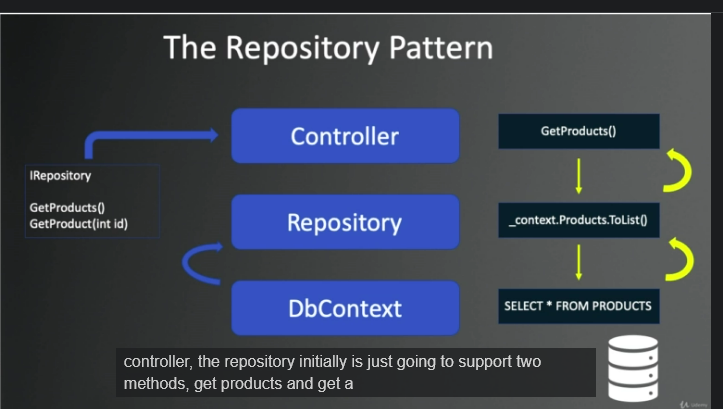 The Repository Pattern
Controller
GetProducts()
IRepository
GetProducts()
GetProduct(int id)
Repository
_context.Products.ToList()
DbContext
SELECT * FROM PRODUCTS
controller, the repository initially is just going to support two
methods, get products and get a